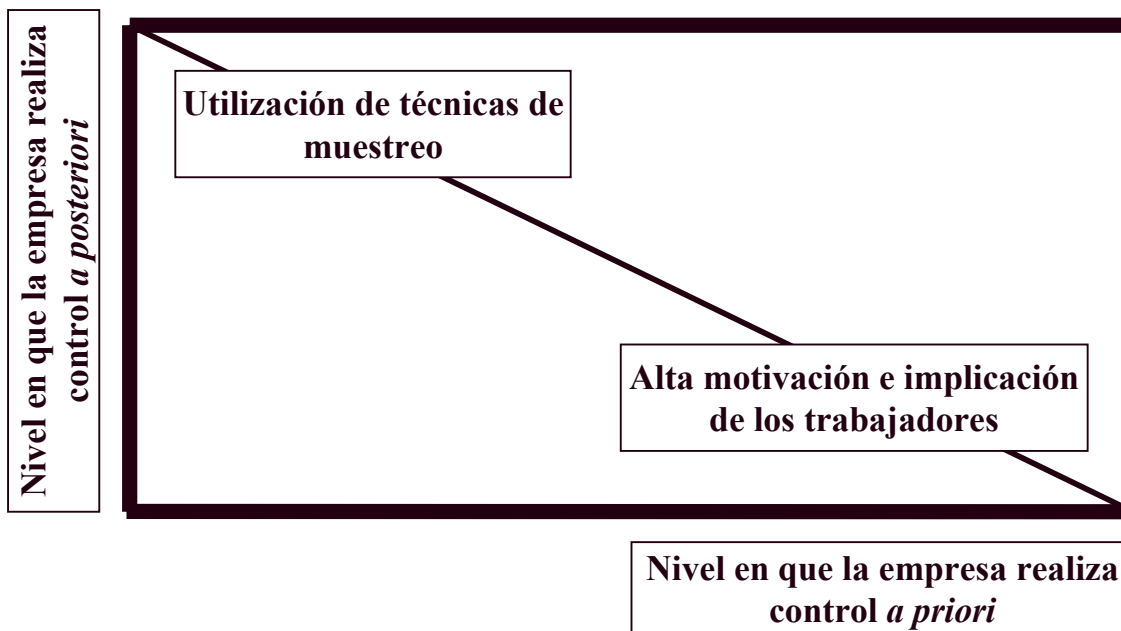 Nivel en que la empresa realiza
control a posteriori
Utilización de técnicas de
muestreo
Alta motivación e implicación
de los trabajadores
Nivel en que la empresa realiza
control a priori